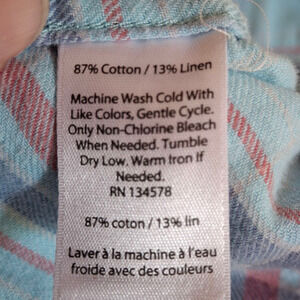 87% Cotton / 13% Linen
Machine Wash Cold With
Like Colors, Gentle Cycle.
Only Non-Chlorine Bleach
When Needed. Tumble
Dry Low. Warm Iron If
Needed.
RN 134578
87% coton / 13% lin
Laver à la machine à l'eau
froide avec des couleurs